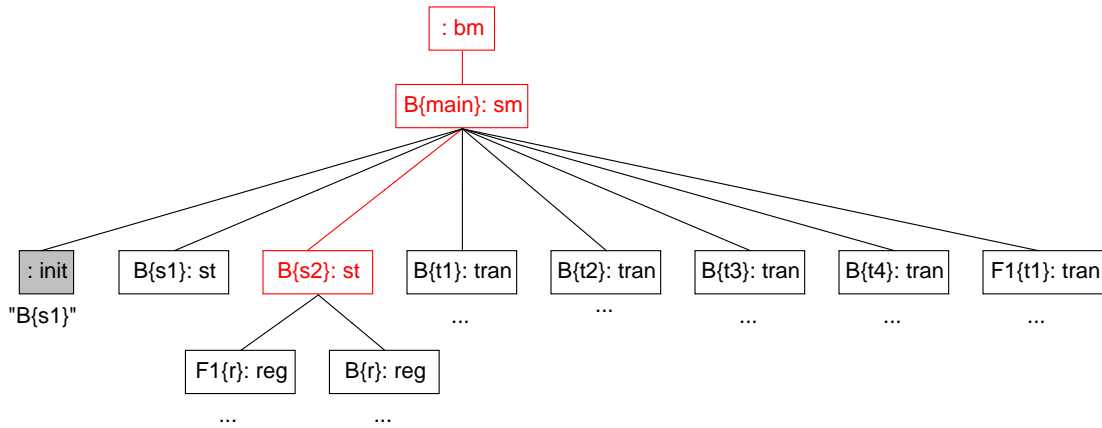 : bm
B{main}: sm
: init
B{s1}: st
B{s2}: st
B{t1}: tran
B{t2}: tran
B{t3}: tran
B{t4}: tran
F1{t1}: tran
"B{s1}"
...
...
...
...
...
F1{r}: reg
B{r}: reg
...
...